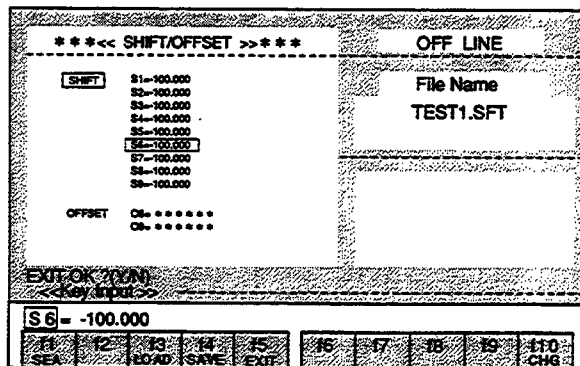 ***<< SHIFT/OFFSET >>***
OFF LINE
SHIFT
S1=-100.000
S2=-100.000
S3=-100.000
S4=-100.000
S5=-100.000
S6=-100.000
S7=-100.000
S8=-100.000
S9=-100.000
OFFSET
C8= ******
C9= ******
File Name
TEST1.SFT
EXIT OK ?(Y/N)
<<Key Input>>
S 6 = -100.000
f1 f2 f3 f4 f5 f6 f7 f8 f9 f10
SEA LOAD SAVE EXIT CHG